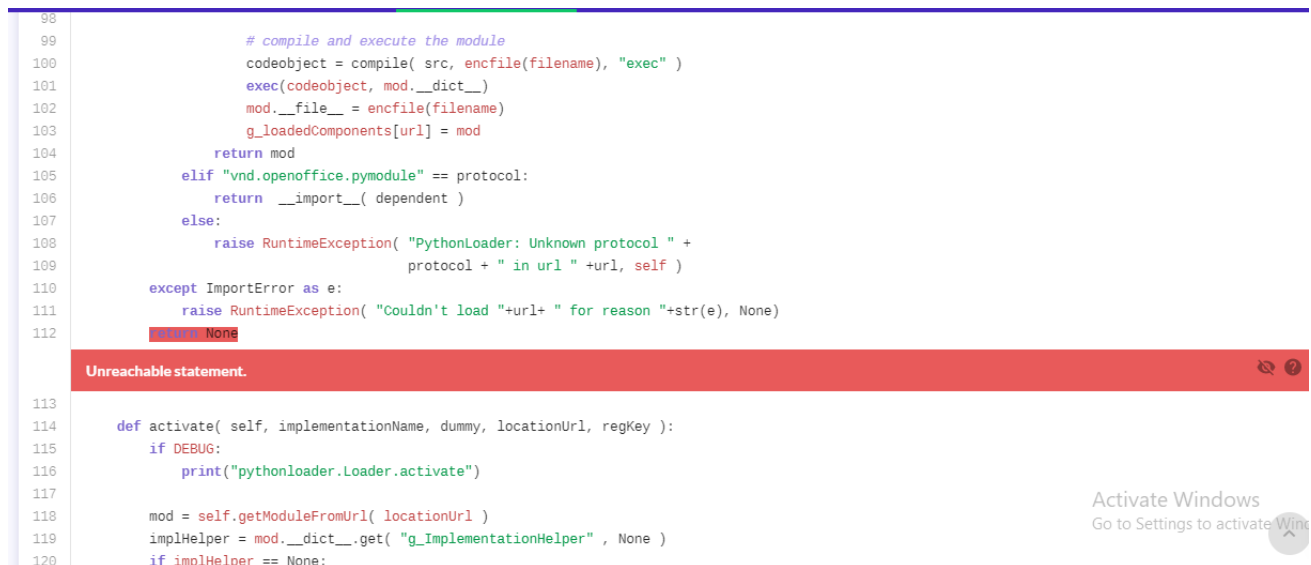 98
99 # compile and execute the module
100 codeobject = compile( src, encfile(filename), "exec" )
101 exec(codeobject, mod.__dict__)
102 mod.__file__ = encfile(filename)
103 g_loadedComponents[url] = mod
104 return mod
105 elif "vnd.openoffice.pymodule" == protocol:
106 return  __import__( dependent )
107 else:
108 raise RuntimeException( "PythonLoader: Unknown protocol " +
109 protocol + " in url " +url, self )
110 except ImportError as e:
111 raise RuntimeException( "Couldn't load "+url+ " for reason "+str(e), None)
112 return None
Unreachable statement.
113
114 def activate( self, implementationName, dummy, locationUrl, regKey ):
115 if DEBUG:
116 print("pythonloader.Loader.activate")
117
118 mod = self.getModuleFromUrl( locationUrl )
119 implHelper = mod.__dict__.get( "g_ImplementationHelper" , None )
120 if implHelper == None:
Activate Windows
Go to Settings to activate Wind